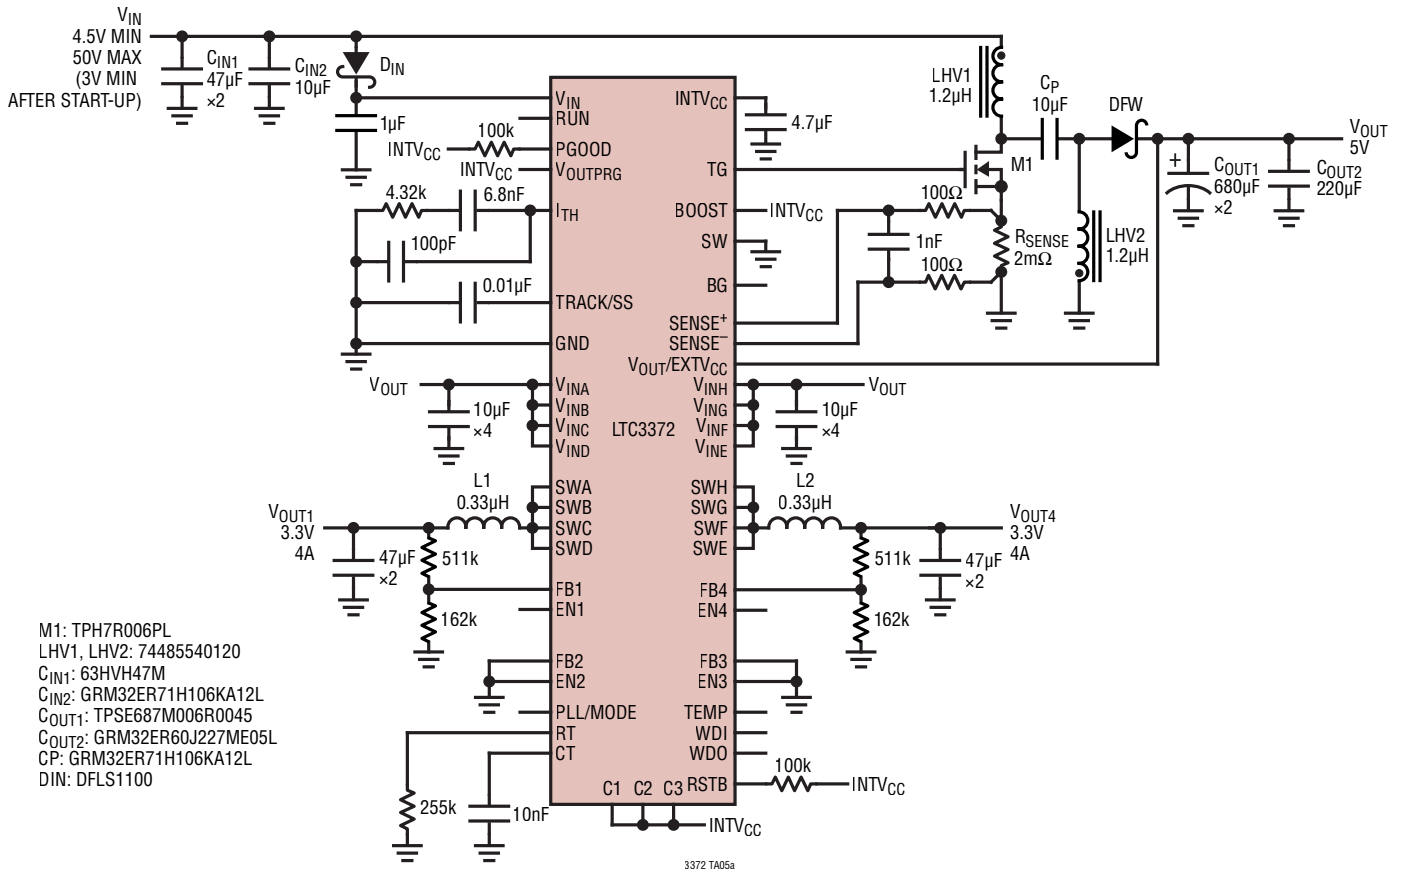 VIN
4.5V MIN
50V MAX
(3V MIN
AFTER START-UP)
CIN1
47µF
×2
CIN2
10µF
DIN
1µF
INTVCC
100k
INTVCC
4.32k
6.8nF
100pF
0.01µF
VIN
RUN
PGOOD
VOUTPRG
ITH
TRACK/SS
GND
VINA
VINB
VINC
VIND
SWA
SWB
SWC
SWD
FB1
EN1
FB2
EN2
PLL/MODE
RT
CT
LTC3372
C1
C2
C3
INTVCC
TG
BOOST
SW
BG
SENSE+
SENSE–
VOUT/EXTVCC
VINH
VING
VINF
VINE
SWH
SWG
SWF
SWE
FB4
EN4
FB3
EN3
TEMP
WDI
WDO
RSTB
4.7µF
INTVCC
LHV1
1.2µH
CP
10µF
DFW
M1
100Ω
1nF
100Ω
RSENSE
2mΩ
LHV2
1.2µH
COUT1
680µF
×2
+
COUT2
220µF
VOUT
5V
VOUT
10µF
×4
10µF
×4
VOUT
L1
0.33µH
VOUT1
3.3V
4A
47µF
×2
511k
162k
L2
0.33µH
VOUT4
3.3V
4A
511k
47µF
×2
162k
255k
10nF
100k
INTVCC
INTVCC
M1: TPH7R006PL
LHV1, LHV2: 74485540120
CIN1: 63HVH47M
CIN2: GRM32ER71H106KA12L
COUT1: TPSE687M006R0045
COUT2: GRM32ER60J227ME05L
CP: GRM32ER71H106KA12L
DIN: DFLS1100
3372 TA05a